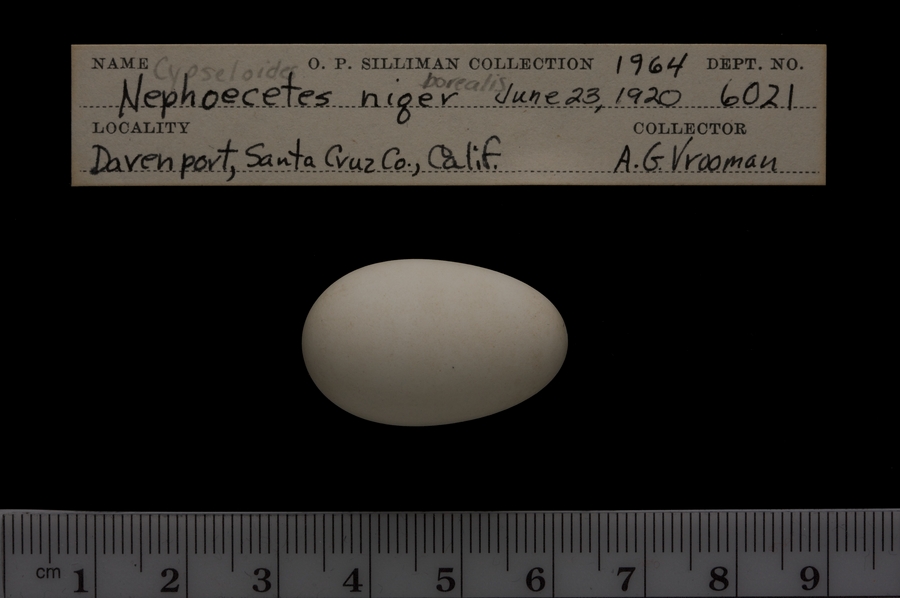 NAME Cypseloides O. P. SILLIMAN COLLECTION 1964 DEPT. NO.
Nephoecetes niger borealis June 23, 1920 6021
LOCALITY COLLECTOR
Davenport, Santa Cruz Co., Calif. A. G. Vrooman
cm 1 2 3 4 5 6 7 8 9